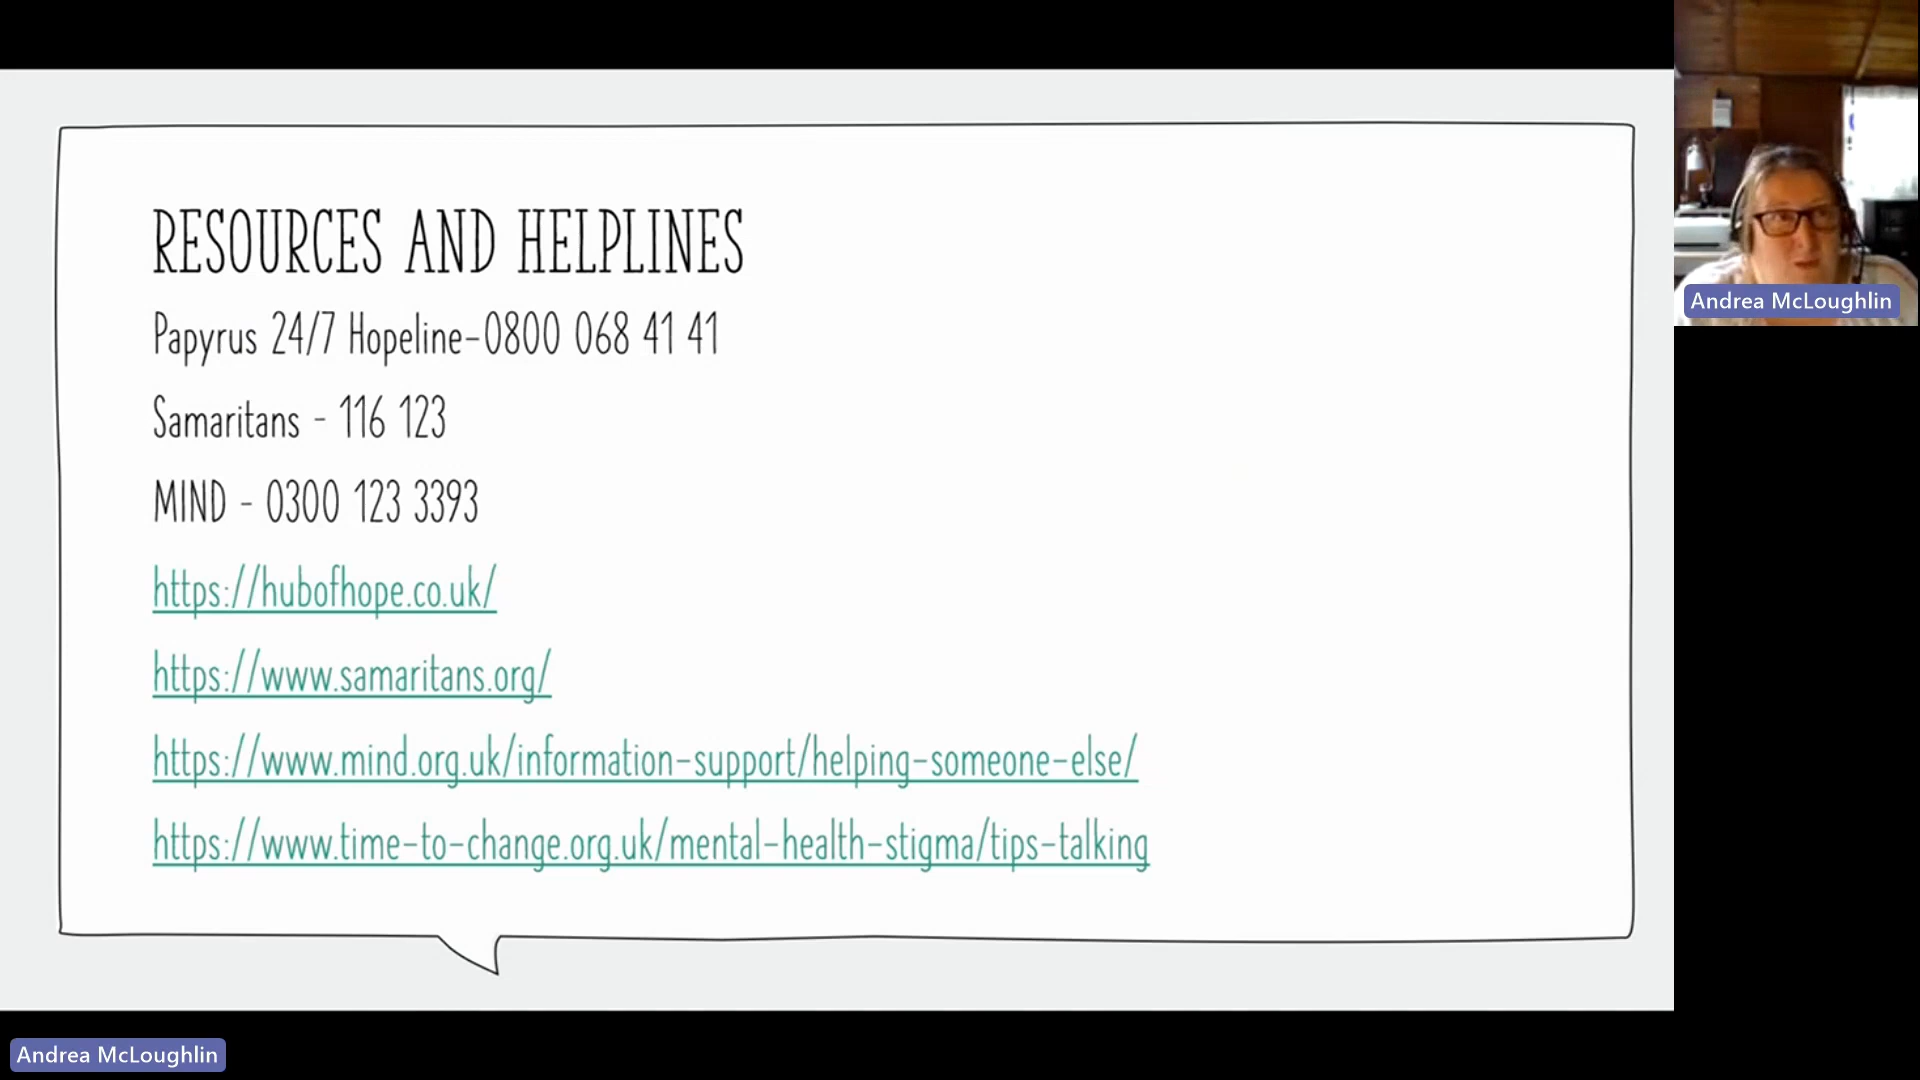 RESOURCES AND HELPLINES
Papyrus 24/7 Hopeline-0800 068 41 41
Samaritans - 116 123
MIND - 0300 123 3393
https://hubofhope.co.uk/
https://www.samaritans.org/
https://www.mind.org.uk/information-support/helping-someone-else/
https://www.time-to-change.org.uk/mental-health-stigma/tips-talking
Andrea McLoughlin
Andrea McLoughlin